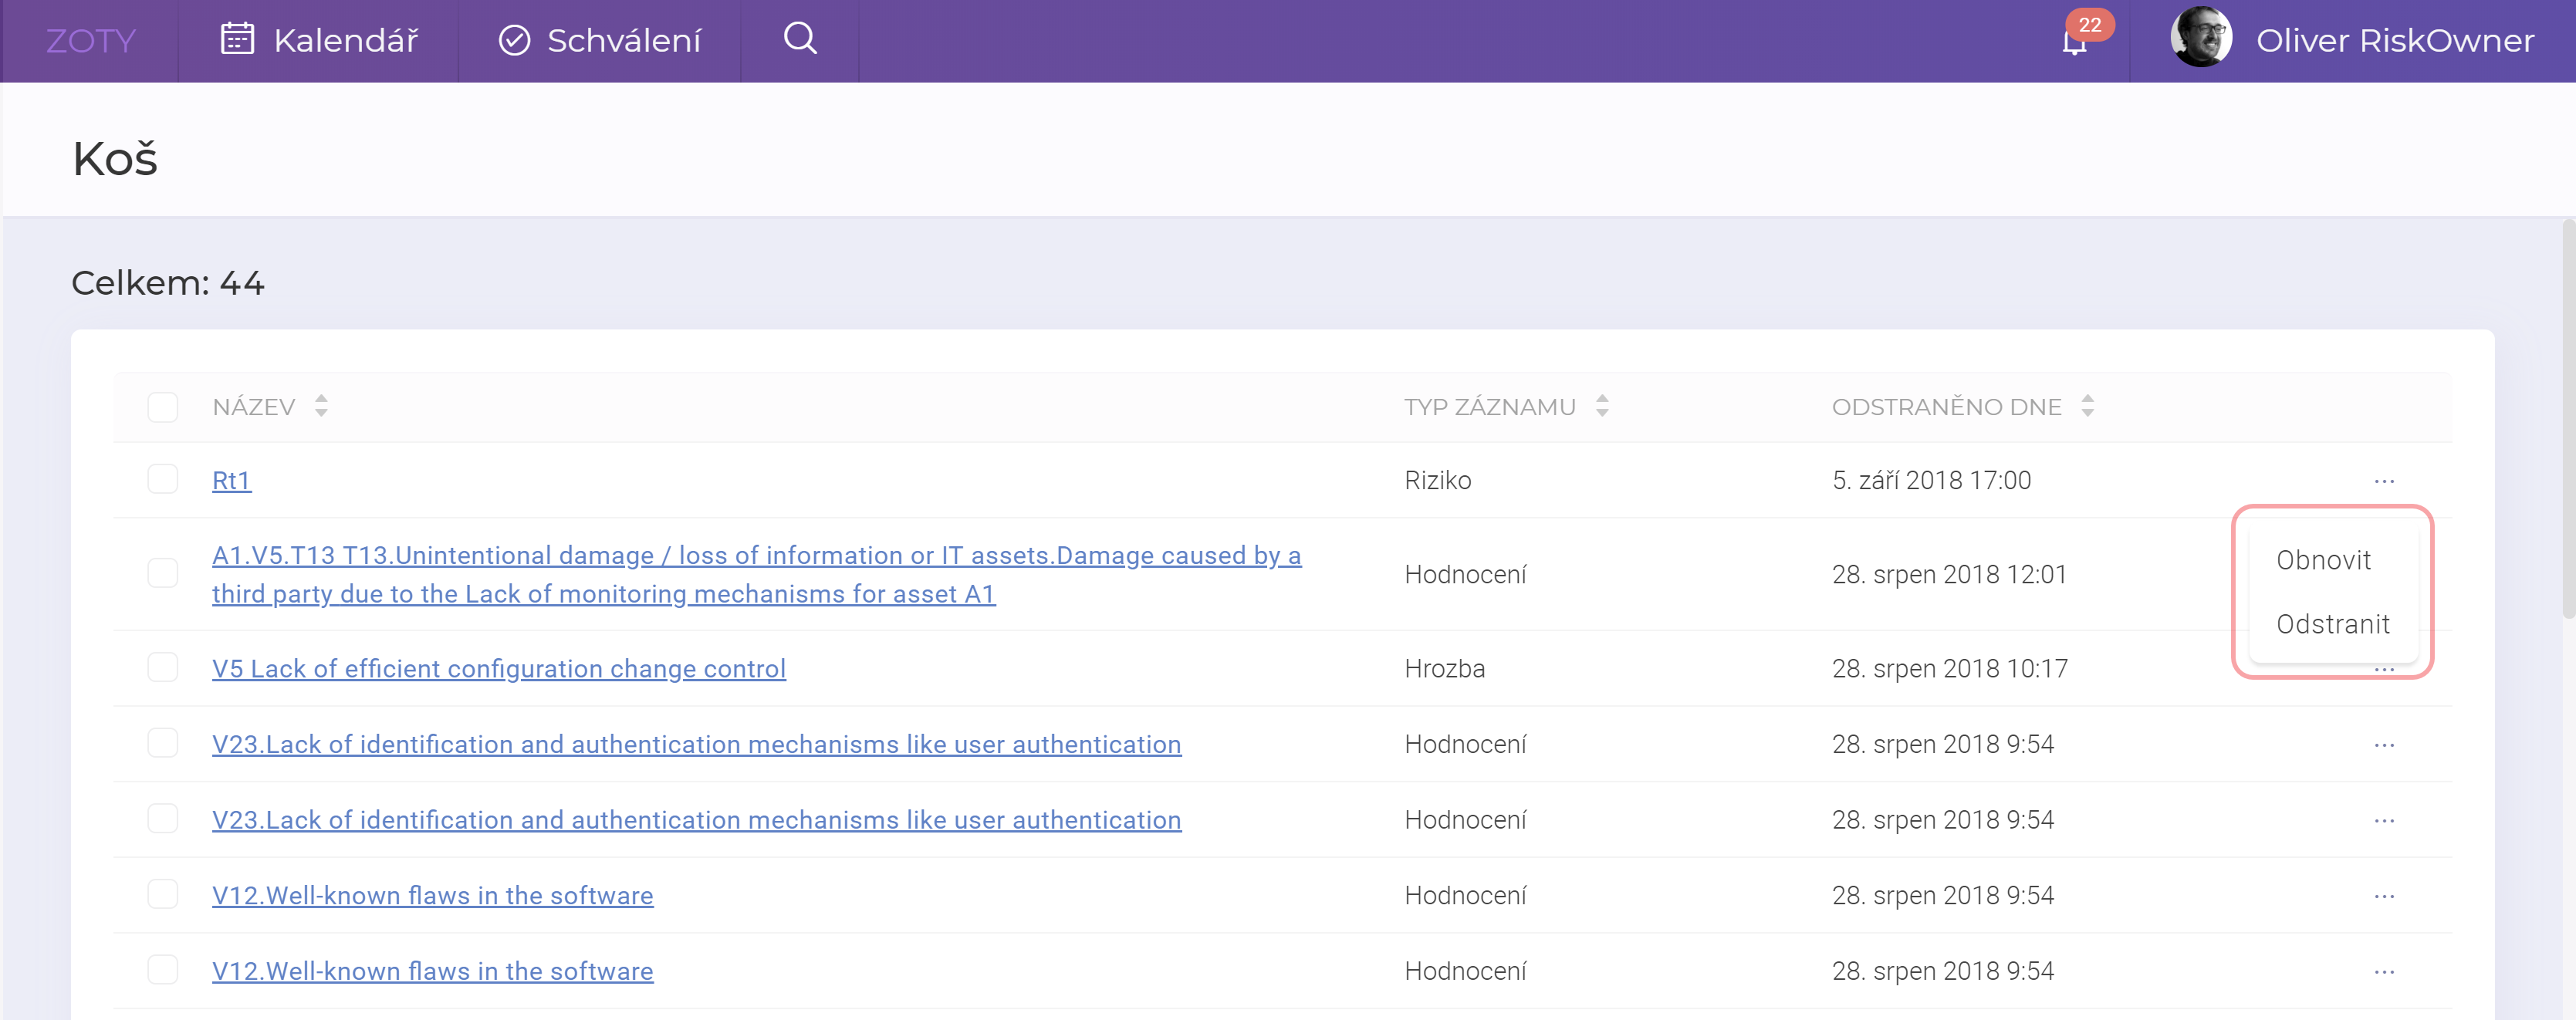 ZOTY
Kalendář
Schválení
22
Oliver RiskOwner
Koš
Celkem: 44
NÁZEV
TYP ZÁZNAMU
ODSTRANĚNO DNE
Rt1
Riziko
5. září 2018 17:00
...
A1.V5.T13 T13.Unintentional damage / loss of information or IT assets.Damage caused by a
third party due to the Lack of monitoring mechanisms for asset A1
Hodnocení
28. srpen 2018 12:01
Obnovit
Odstranit
V5 Lack of efficient configuration change control
Hrozba
28. srpen 2018 10:17
...
V23.Lack of identification and authentication mechanisms like user authentication
Hodnocení
28. srpen 2018 9:54
...
V23.Lack of identification and authentication mechanisms like user authentication
Hodnocení
28. srpen 2018 9:54
...
V12.Well-known flaws in the software
Hodnocení
28. srpen 2018 9:54
...
V12.Well-known flaws in the software
Hodnocení
28. srpen 2018 9:54
...